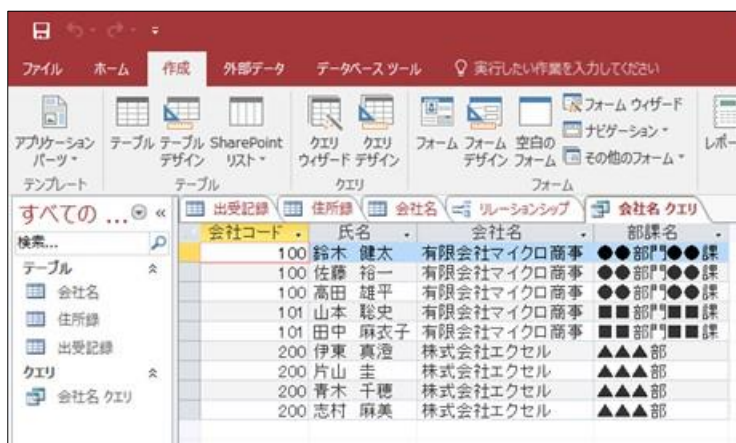 ファイル ホーム 作成 外部データ データベース ツール 実行したい作業を入力してください
アプリケーション パーツ
テーブル
テーブル デザイン
SharePoint リスト
クエリ ウィザード
クエリ デザイン
フォーム
フォーム デザイン
空白の フォーム
フォーム ウィザード
ナビゲーション
その他のフォーム
レポー
テンプレート テーブル クエリ フォーム
すべての ... «
検索...
テーブル
会社名
住所録
出受記録
クエリ
会社名 クエリ
出受記録 住所録 会社名 リレーションシップ 会社名 クエリ
会社コード 氏名 会社名 部課名
100 鈴木 健太 有限会社マイクロ商事 ●●部門●●課
100 佐藤 裕一 有限会社マイクロ商事 ●●部門●●課
100 高田 雄平 有限会社マイクロ商事 ●●部門●●課
101 山本 聡史 有限会社マイクロ商事 ■■部門■■課
101 田中 麻衣子 有限会社マイクロ商事 ■■部門■■課
200 伊東 真澄 株式会社エクセル ▲▲▲部
200 片山 圭 株式会社エクセル ▲▲▲部
200 青木 千穂 株式会社エクセル ▲▲▲部
200 志村 麻美 株式会社エクセル ▲▲▲部